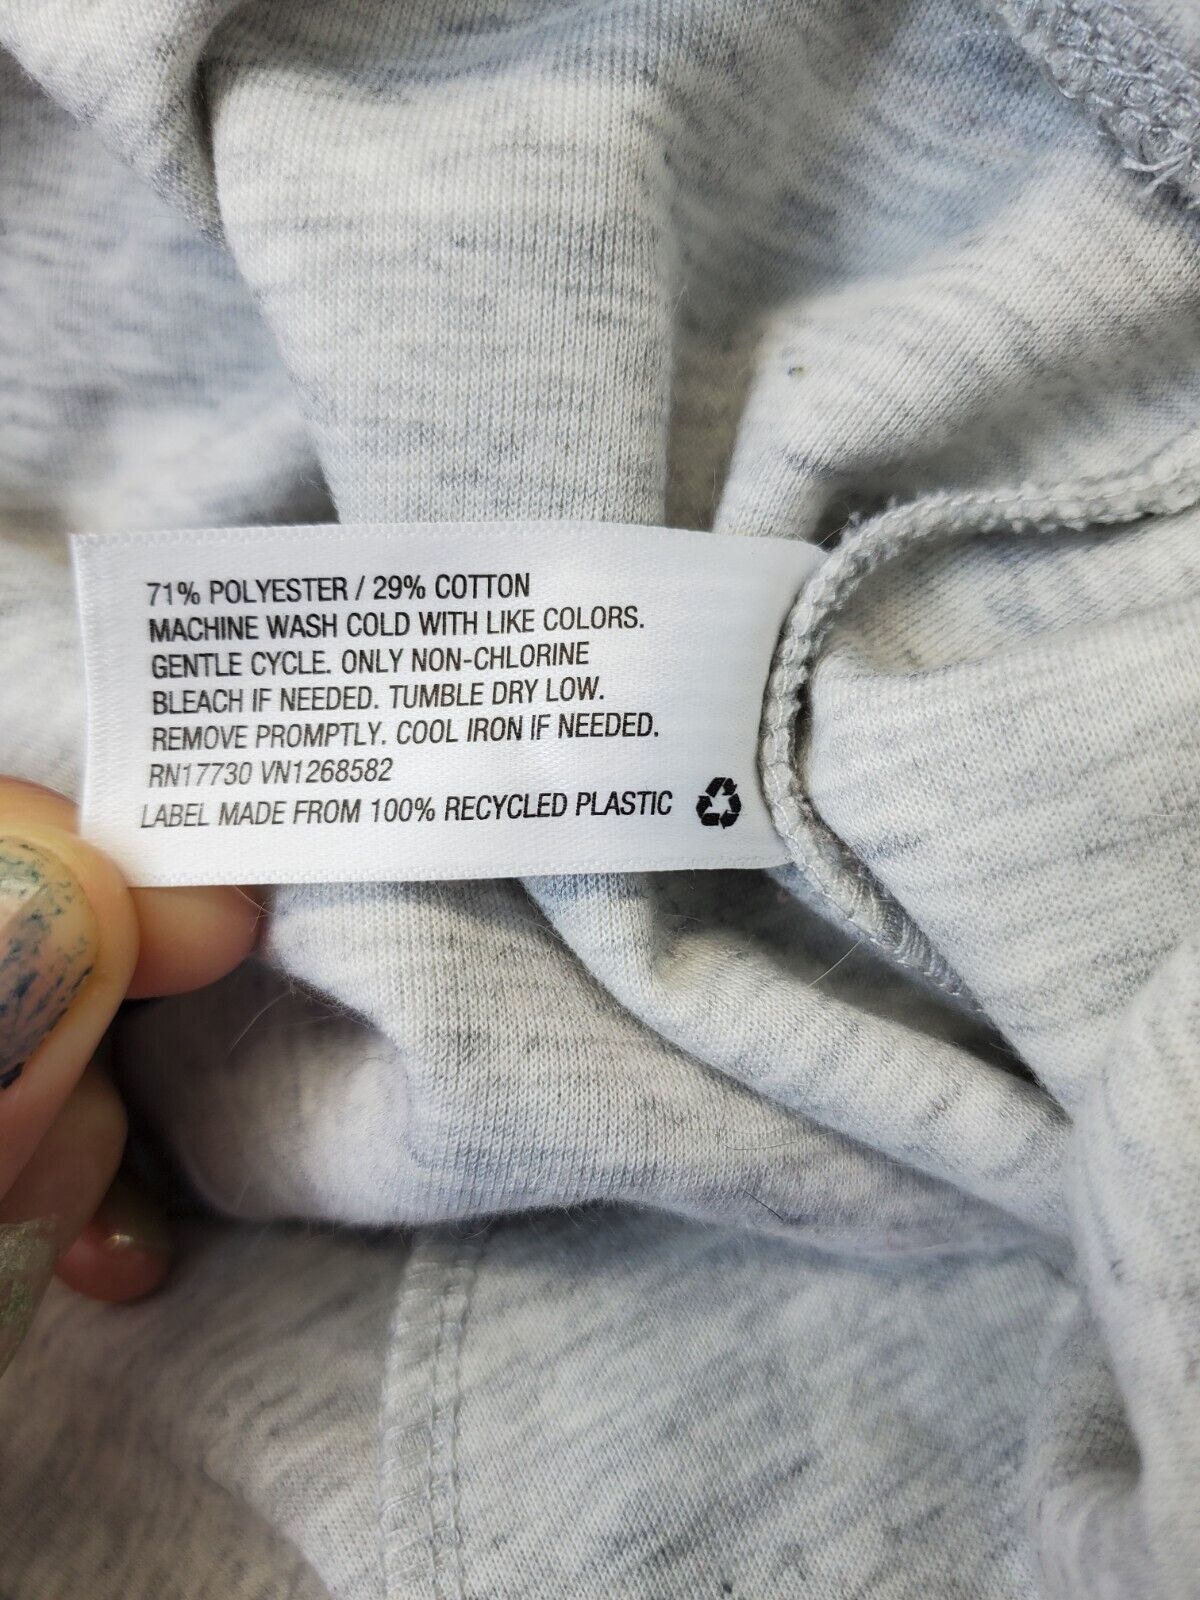 71% POLYESTER / 29% COTTON
MACHINE WASH COLD WITH LIKE COLORS.
GENTLE CYCLE. ONLY NON-CHLORINE
BLEACH IF NEEDED. TUMBLE DRY LOW.
REMOVE PROMPTLY. COOL IRON IF NEEDED.
RN17730 VN1268582
LABEL MADE FROM 100% RECYCLED PLASTIC